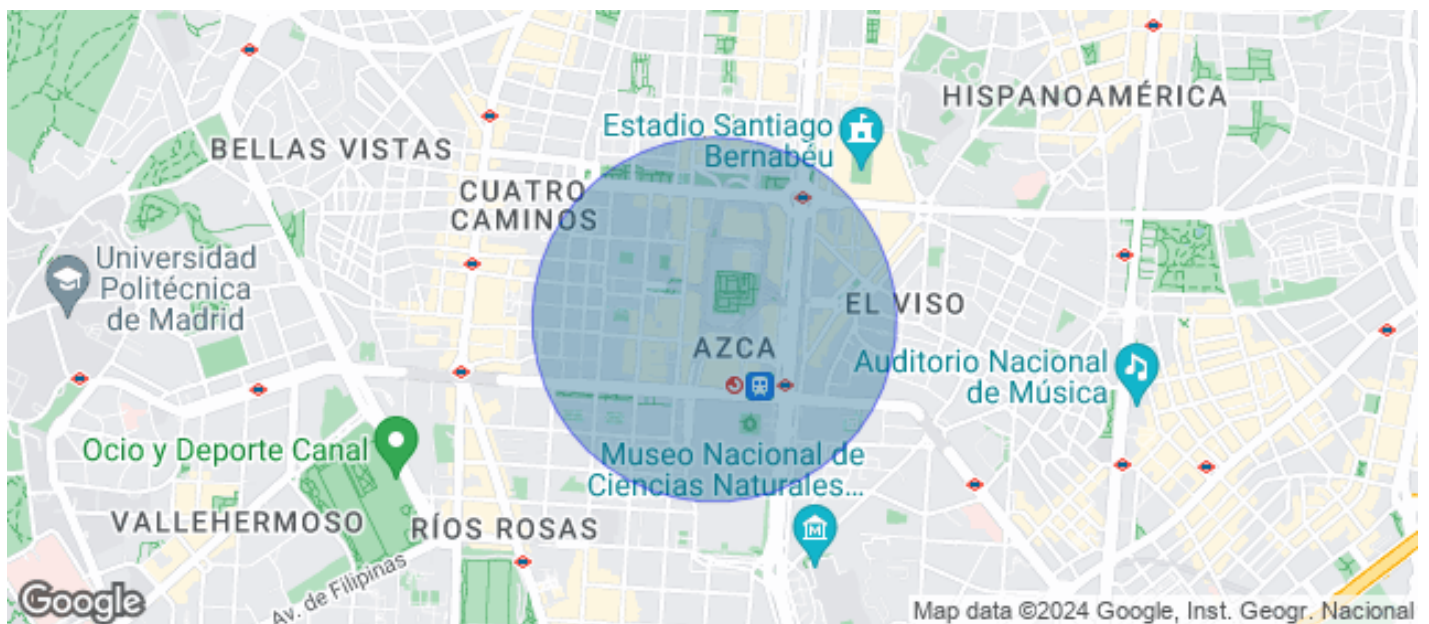 HISPANOAMÉRICA
Estadio Santiago
Bernabéu
BELLAS VISTAS
CUATRO
CAMINOS
Universidad
Politécnica
de Madrid
EL VISO
AZCA
Auditorio Nacional
de Música
Ocio y Deporte Canal
Museo Nacional de
Ciencias Naturales...
M
VALLEHERMOSO
RÍOS ROSAS
Av. de Filipinas
Google
Map data ©2024 Google, Inst. Geogr. Nacional